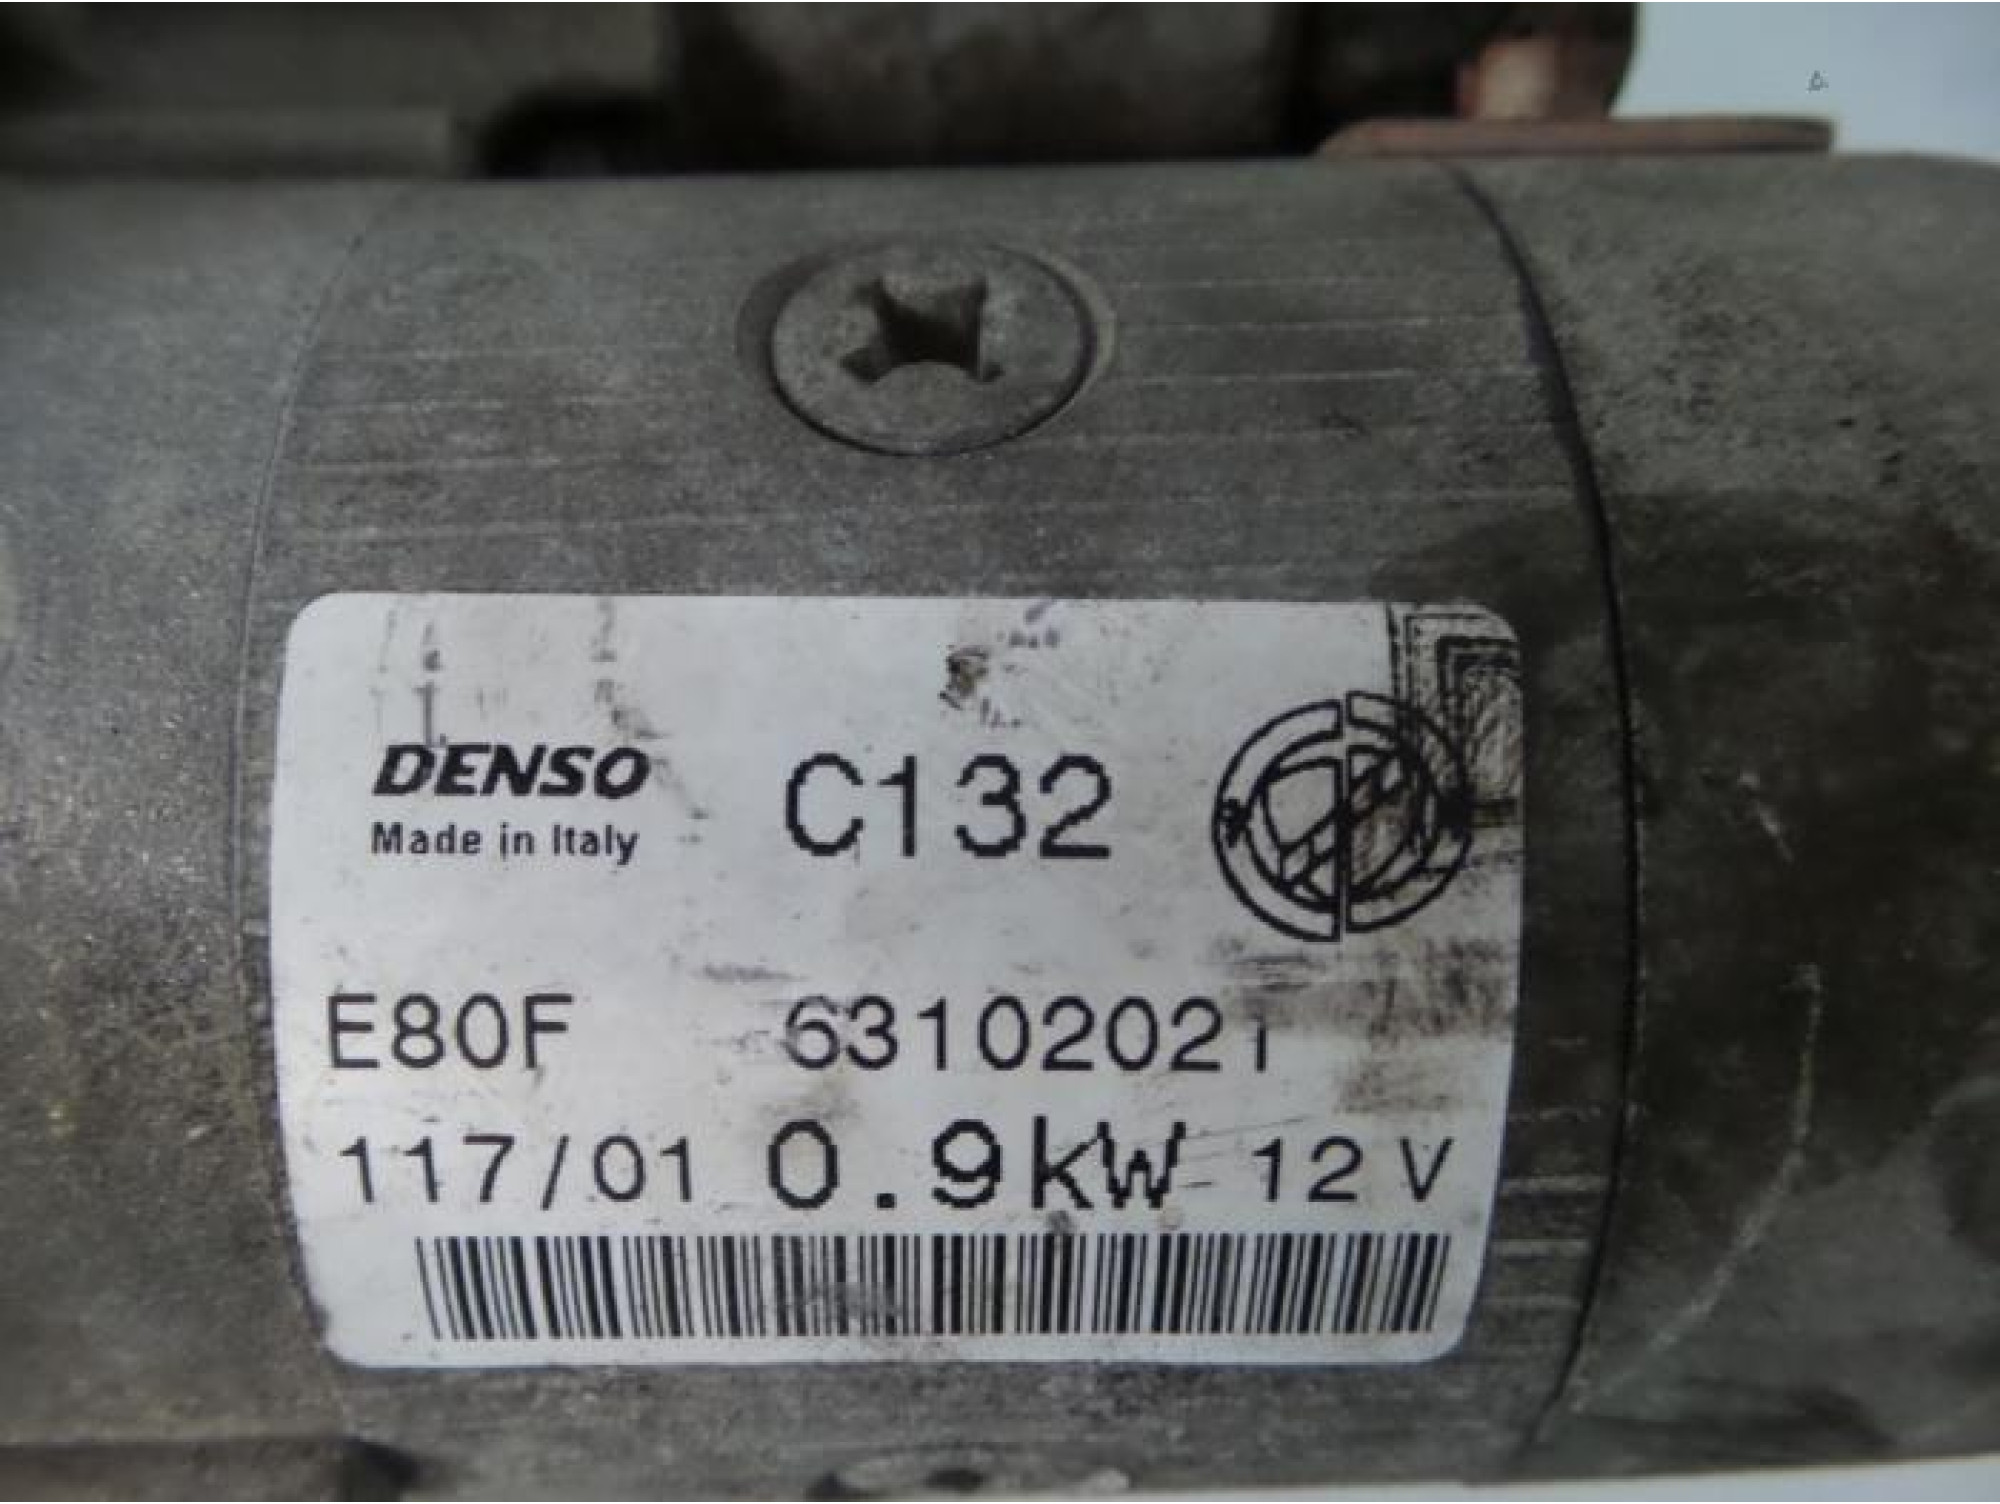 DENSO C132
Made in Italy
E80F 63102021
117/01 0.9kW 12V